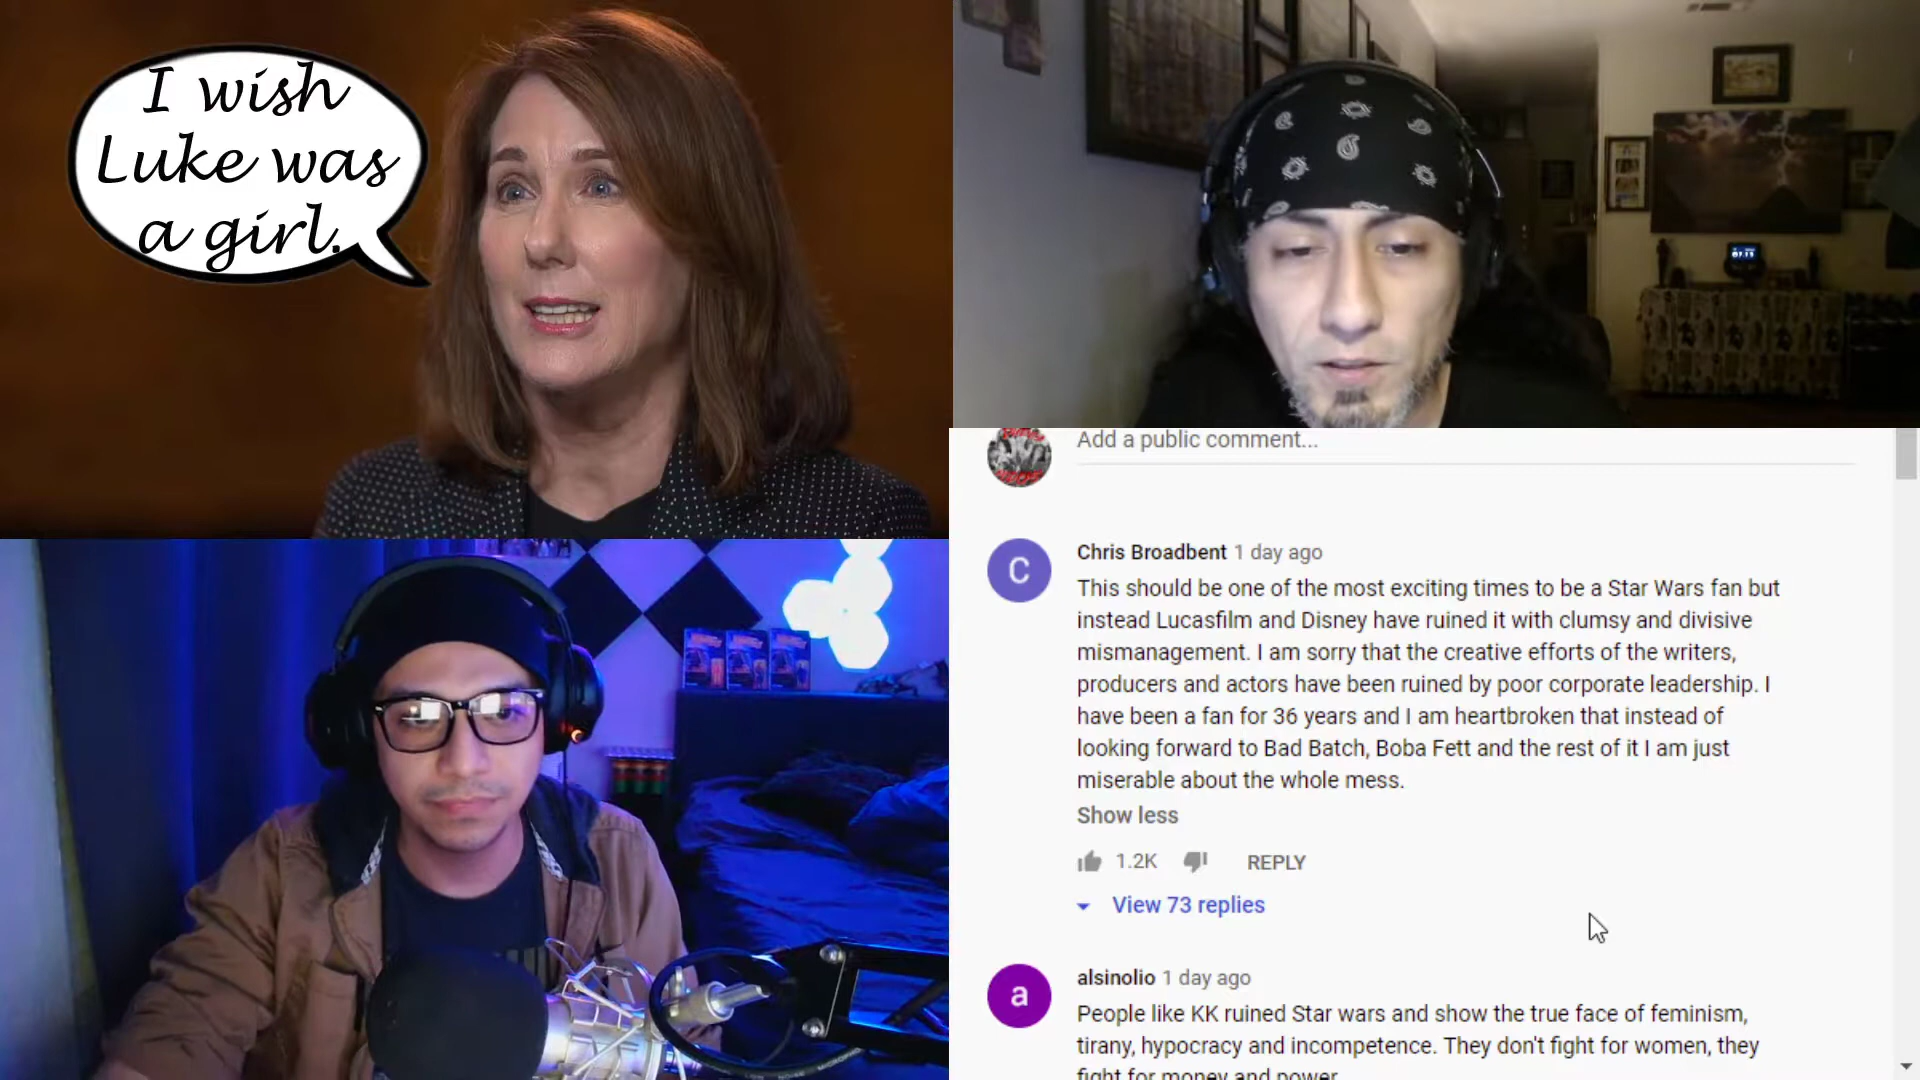 I wish
Luke was
a girl.
Add a public comment...
Chris Broadbent 1 day ago
This should be one of the most exciting times to be a Star Wars fan but
instead Lucasfilm and Disney have ruined it with clumsy and divisive
mismanagement. I am sorry that the creative efforts of the writers,
producers and actors have been ruined by poor corporate leadership. I
have been a fan for 36 years and I am heartbroken that instead of
looking forward to Bad Batch, Boba Fett and the rest of it I am just
miserable about the whole mess.
Show less
1.2K REPLY
View 73 replies
alsinolio 1 day ago
People like KK ruined Star wars and show the true face of feminism,
tirany, hypocracy and incompetence. They don't fight for women, they
fight for money and power
C
a